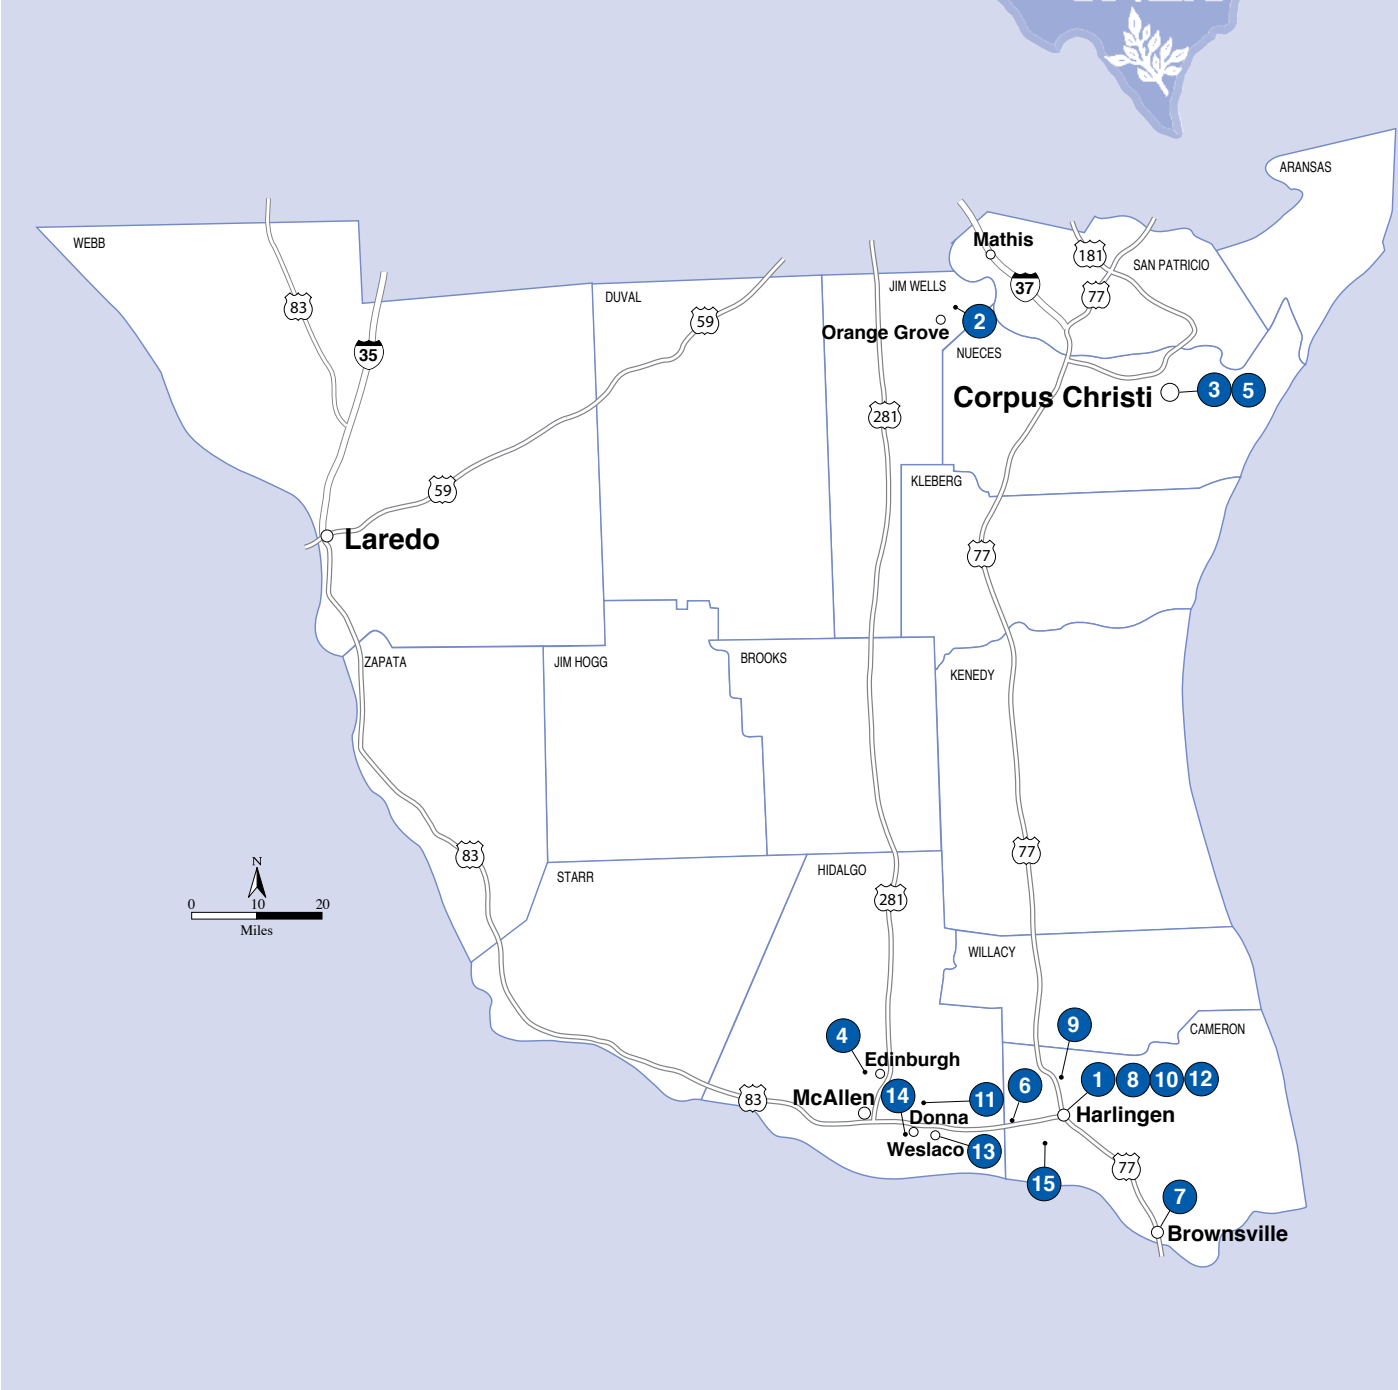 ARANSAS
WEBB
Mathis
181
SAN PATRICIO
83
DUVAL
JIM WELLS
37
77
59
2
Orange Grove
35
NUECES
3 5
Corpus Christi
281
KLEBERG
59
Laredo
77
ZAPATA
JIM HOGG
BROOKS
KENEDY
83
77
STARR
HIDALGO
281
N
0 10 20
Miles
WILLACY
9
CAMERON
4
Edinburgh
1 8 10 12
6
83
McAllen
14
11
Donna
Harlingen
Weslaco
13
77
15
7
Brownsville